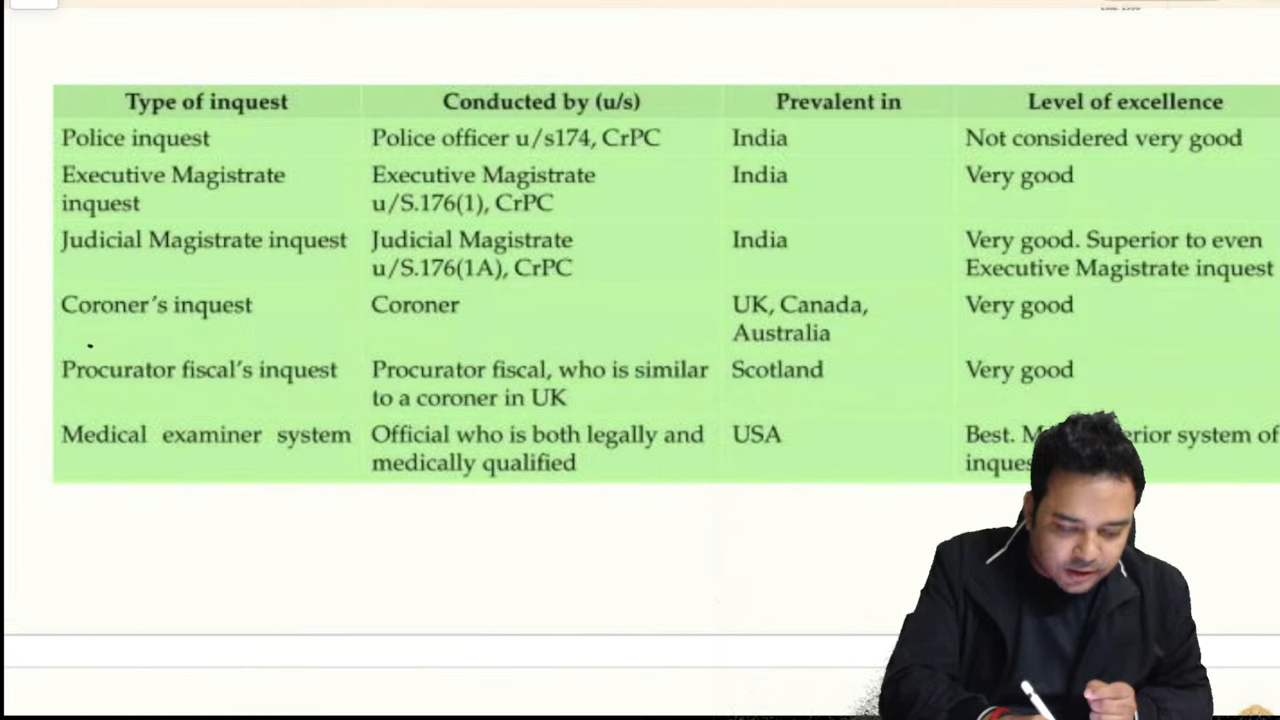 Type of inquest Conducted by (u/s) Prevalent in Level of excellence
Police inquest Police officer u/s174, CrPC India Not considered very good
Executive Magistrate Executive Magistrate India Very good
inquest u/S.176(1), CrPC
Judicial Magistrate inquest Judicial Magistrate India Very good. Superior to even
u/S.176(1A), CrPC Executive Magistrate inquest
Coroner's inquest Coroner UK, Canada, Very good
Australia
Procurator fiscal's inquest Procurator fiscal, who is similar Scotland Very good
to a coroner in UK
Medical examiner system Official who is both legally and USA Best. system of
medically qualified